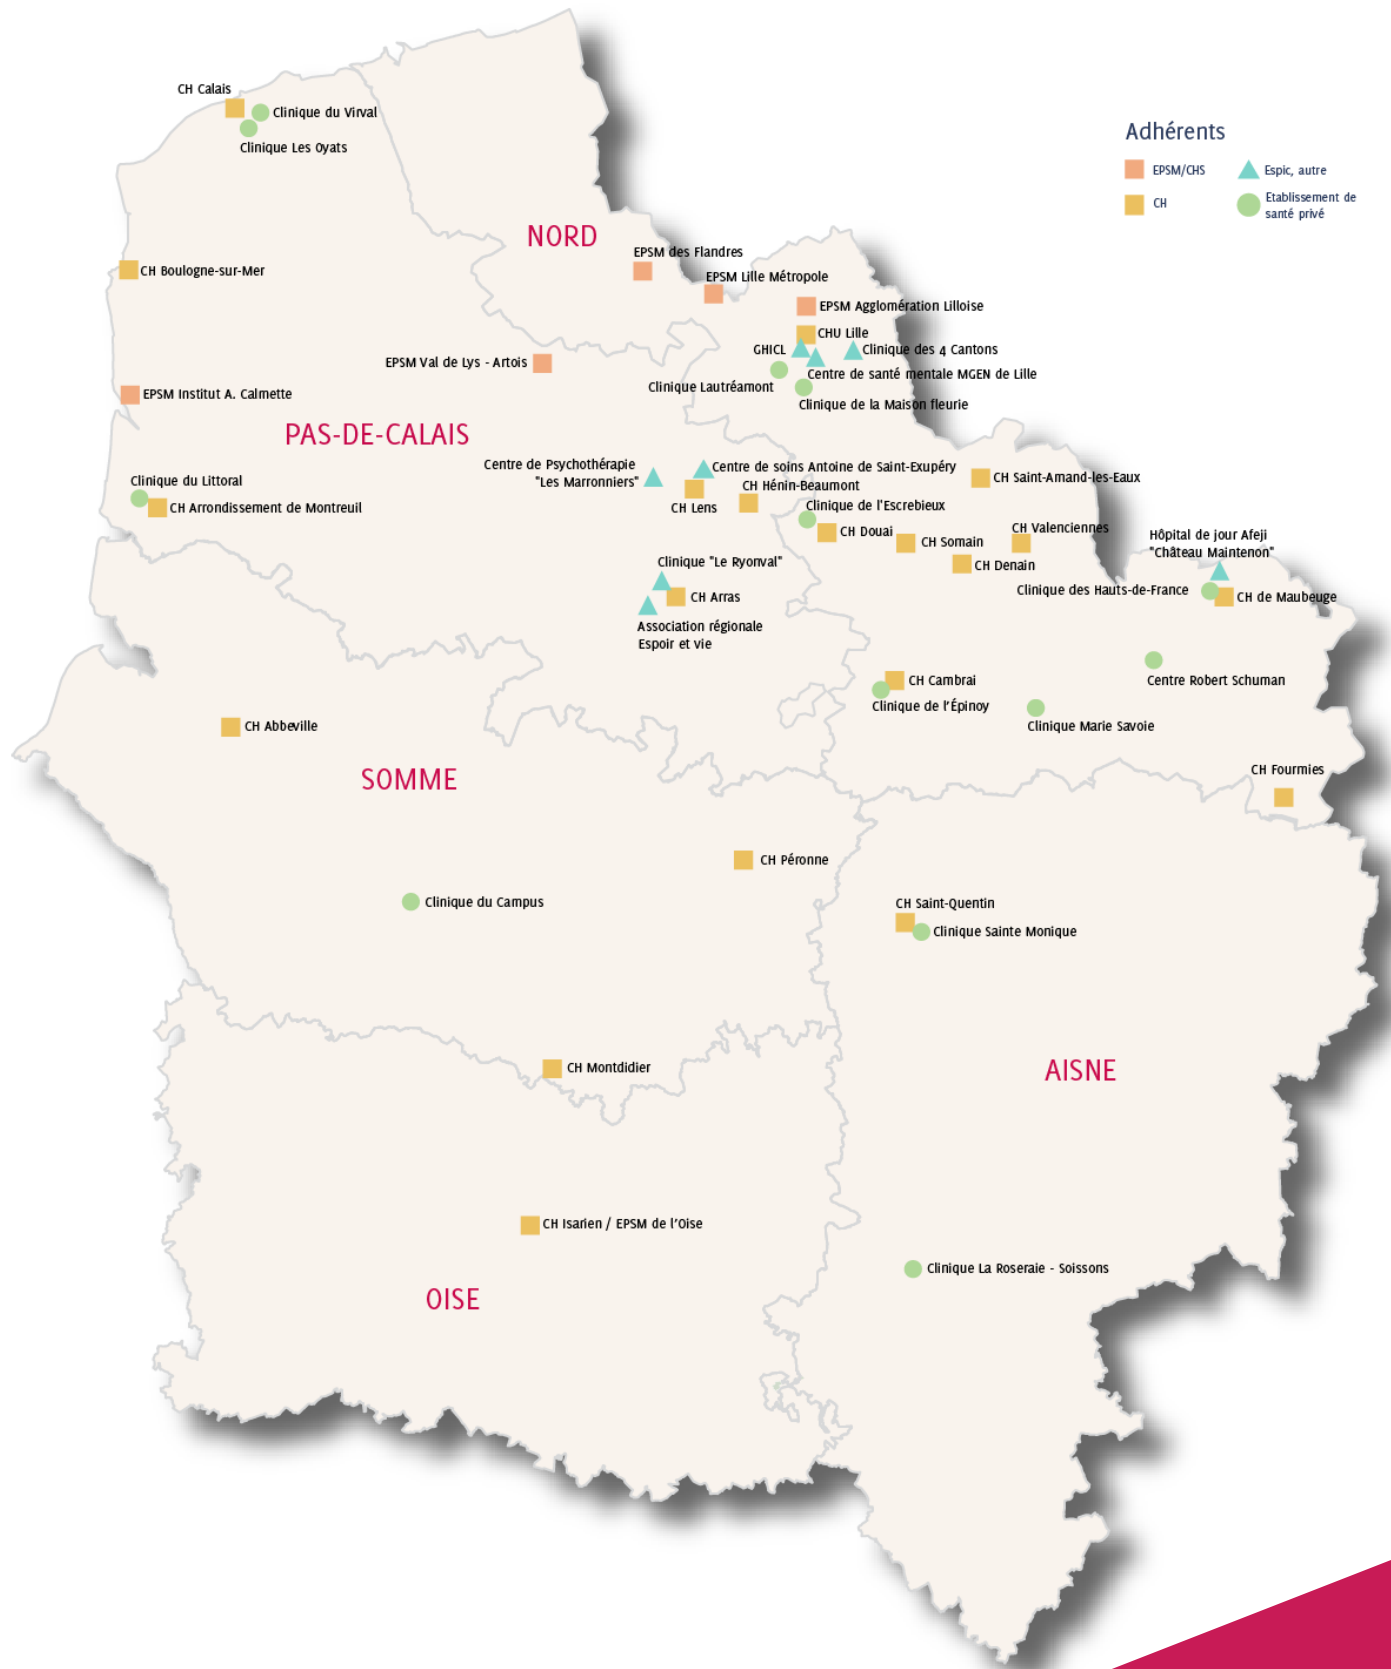 CH Calais
Clinique du Virval
Clinique Les Oyats
Adhérents
EPSM/CHS
Espic, autre
CH
Etablissement de
santé privé
NORD
EPSM des Flandres
CH Boulogne-sur-Mer
EPSM Lille Métropole
EPSM Agglomération Lilloise
CHU Lille
GHICL
Clinique des 4 Cantons
EPSM Val de Lys - Artois
Centre de santé mentale MGEN de Lille
Clinique Lautréamont
EPSM Institut A. Calmette
Clinique de la Maison fleurie
PAS-DE-CALAIS
Centre de Psychothérapie
"Les Marronniers"
Centre de soins Antoine de Saint-Exupéry
CH Saint-Amand-les-Eaux
Clinique du Littoral
CH Hénin-Beaumont
CH Arrondissement de Montreuil
CH Lens
Clinique de l'Escrebieux
CH Douai
CH Somain
CH Valenciennes
Hôpital de jour Afeji
"Château Maintenon"
CH Denain
Clinique "Le Ryonval"
Clinique des Hauts-de-France
CH de Maubeuge
CH Arras
Association régionale
Espoir et vie
CH Cambrai
Centre Robert Schuman
Clinique de l'Épinoy
CH Abbeville
Clinique Marie Savoie
SOMME
CH Fourmies
CH Péronne
Clinique du Campus
CH Saint-Quentin
Clinique Sainte Monique
CH Montdidier
AISNE
CH Isarien / EPSM de l'Oise
Clinique La Roseraie - Soissons
OISE